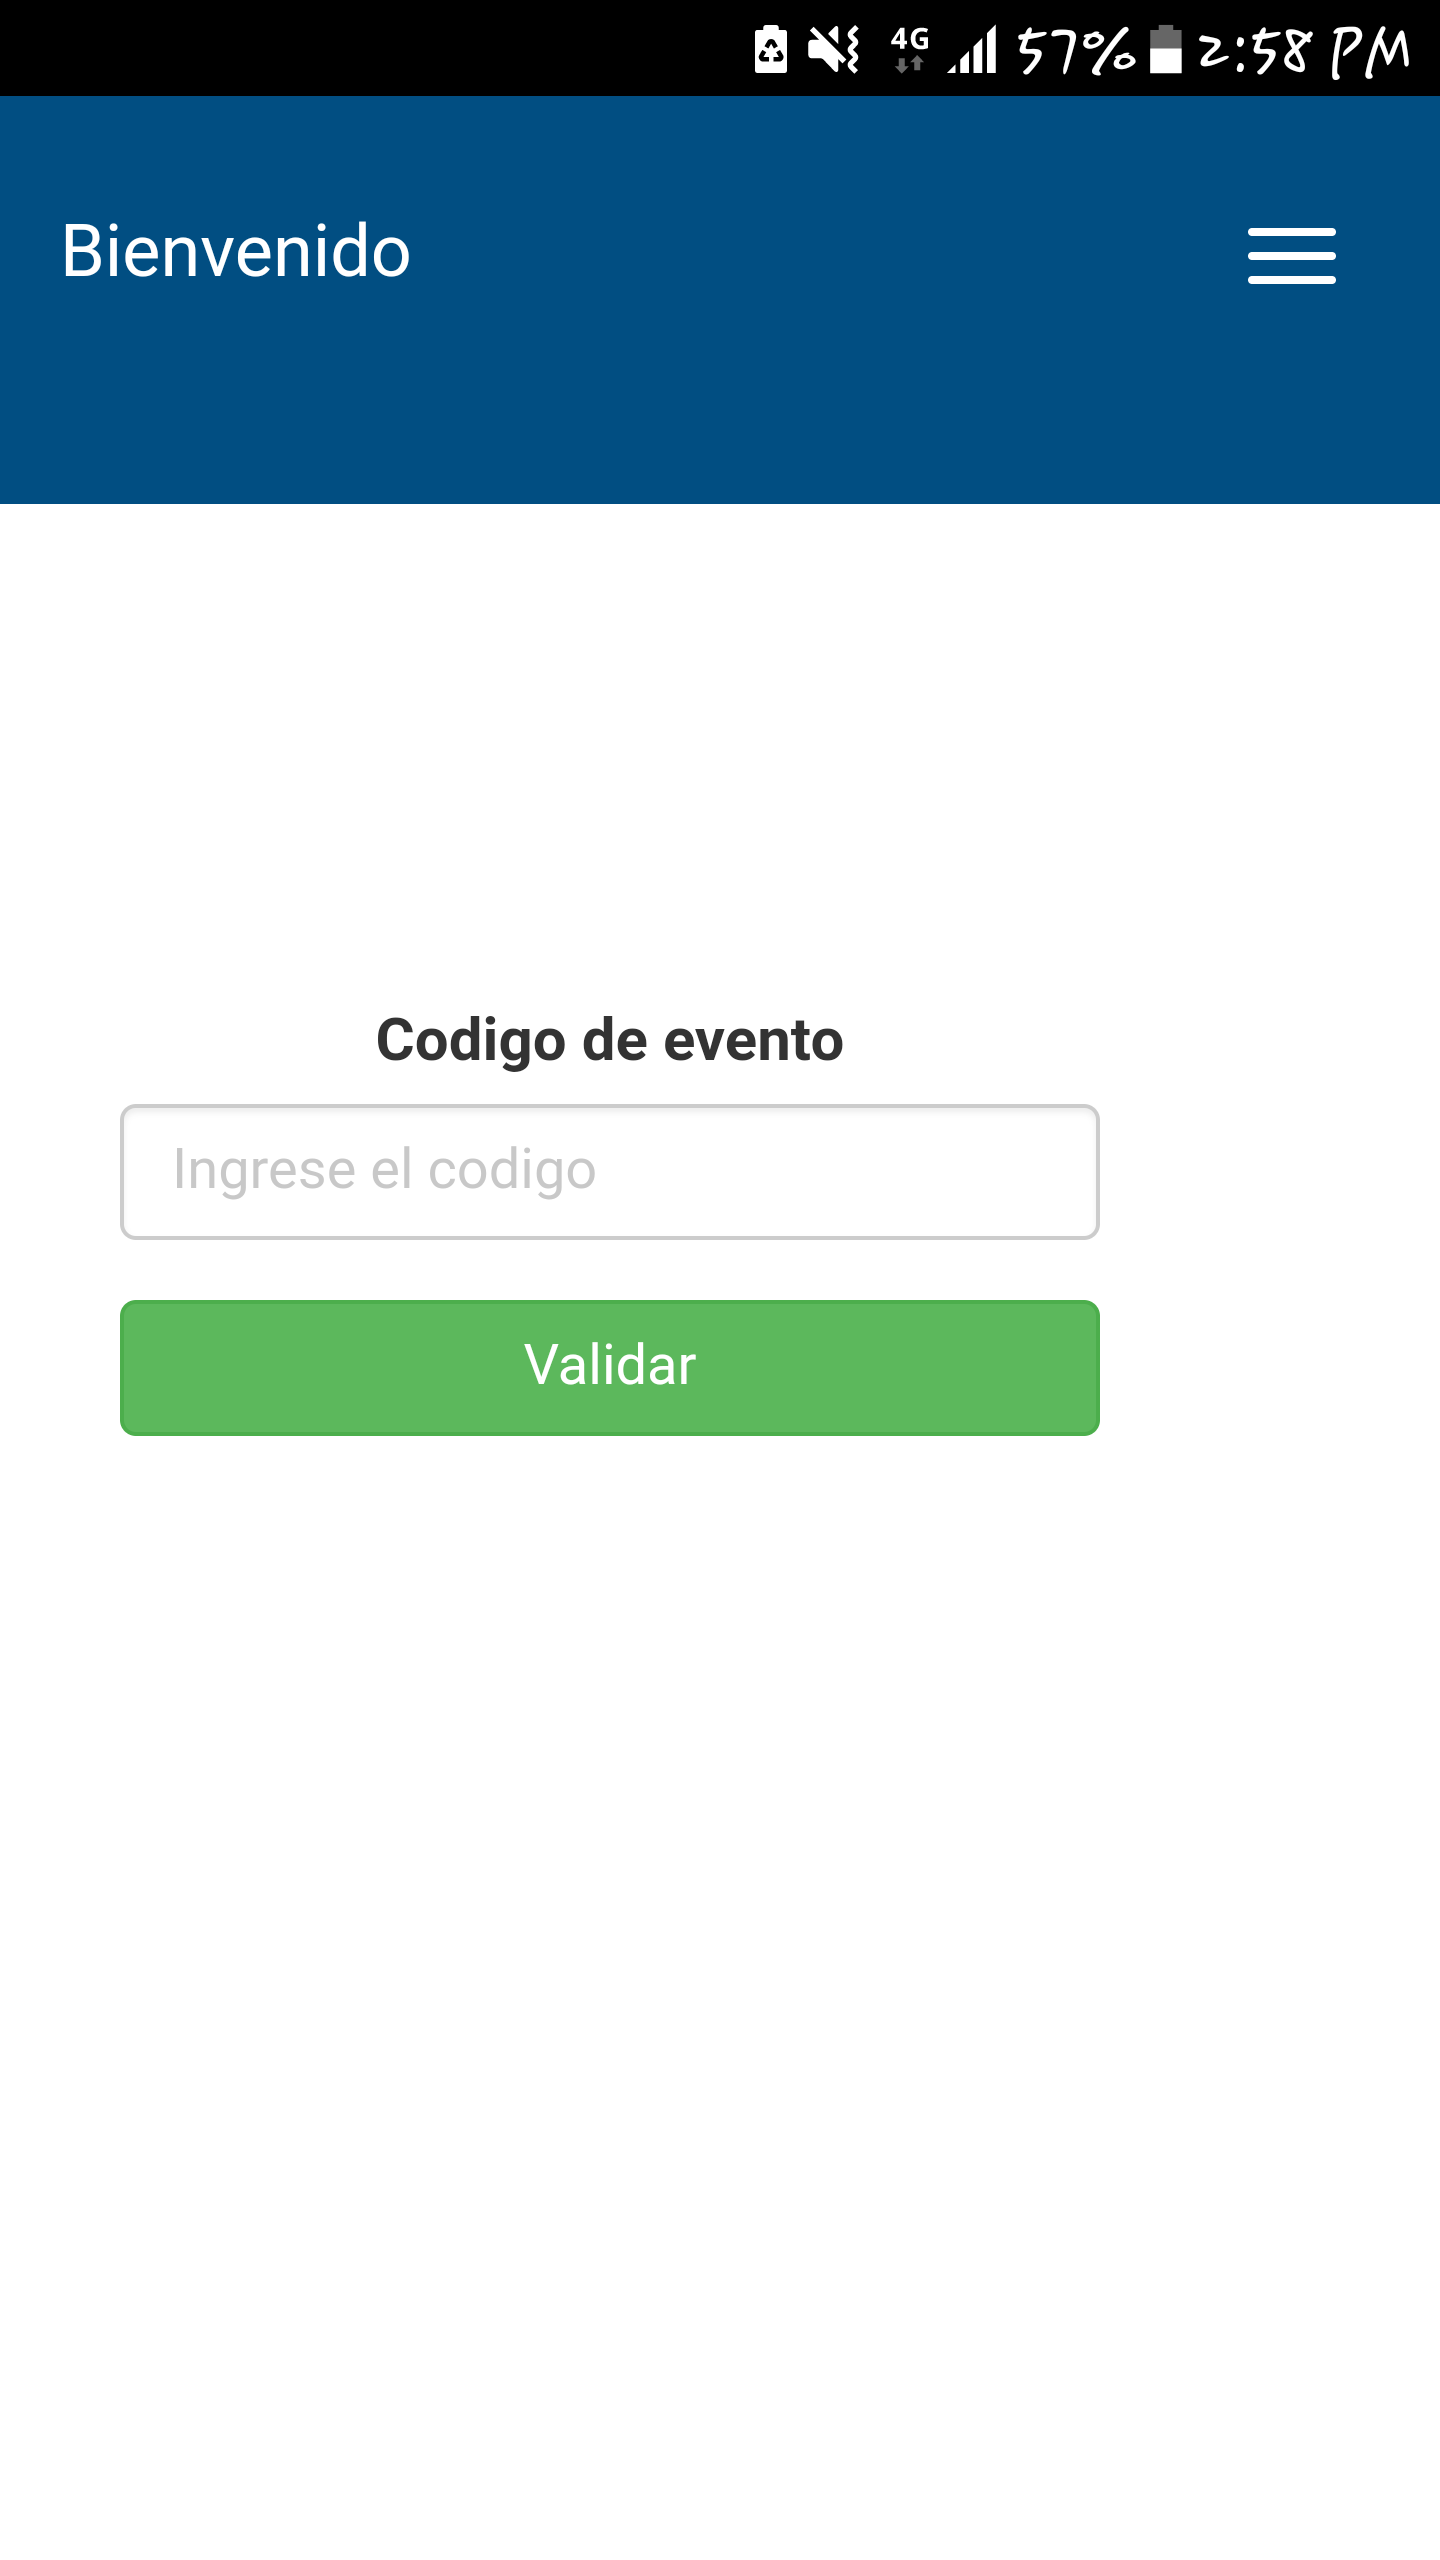 4G 57% 2:58 PM
Bienvenido
Codigo de evento
Ingrese el codigo
Validar